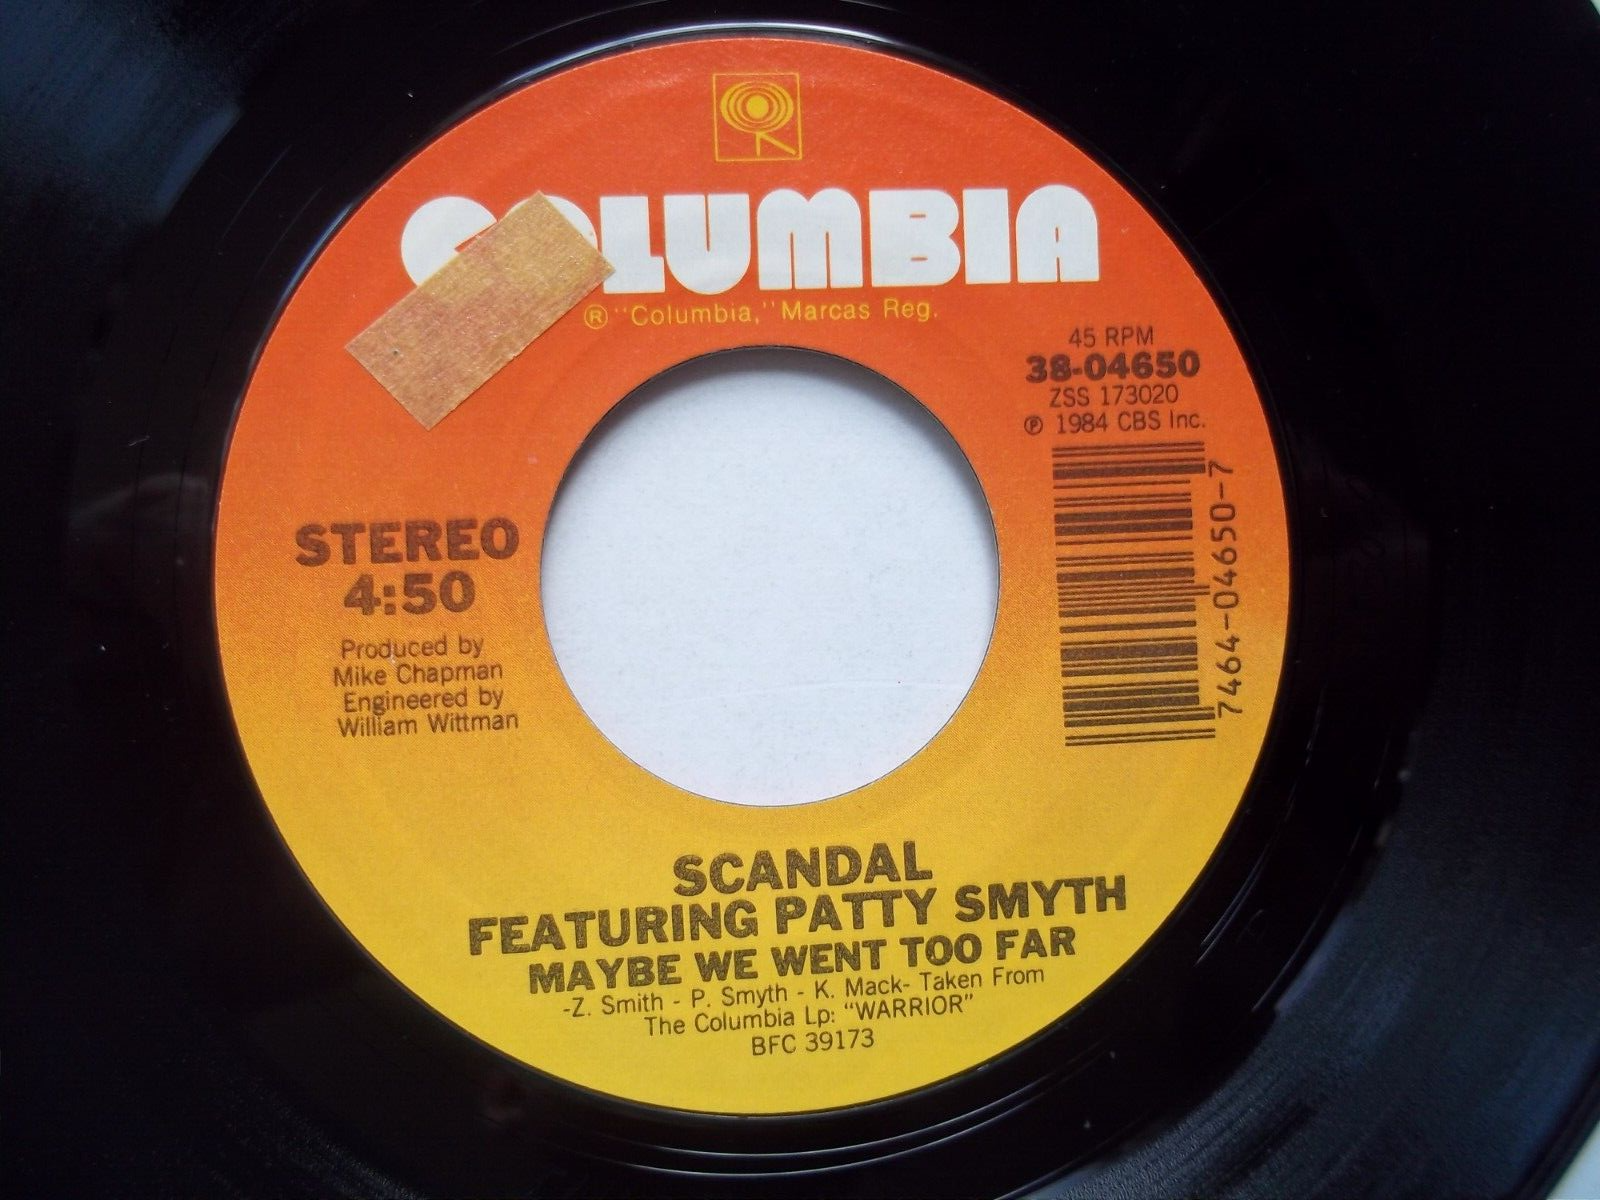 COLUMBIA
® "Columbia," Marcas Reg.
45 RPM
38-04650
ZSS 173020
℗ 1984 CBS Inc.
7464-04650-7
STEREO
4:50
Produced by
Mike Chapman
Engineered by
William Wittman
SCANDAL
FEATURING PATTY SMYTH
MAYBE WE WENT TOO FAR
-Z. Smith - P. Smyth - K. Mack- Taken From
The Columbia Lp: "WARRIOR"
BFC 39173